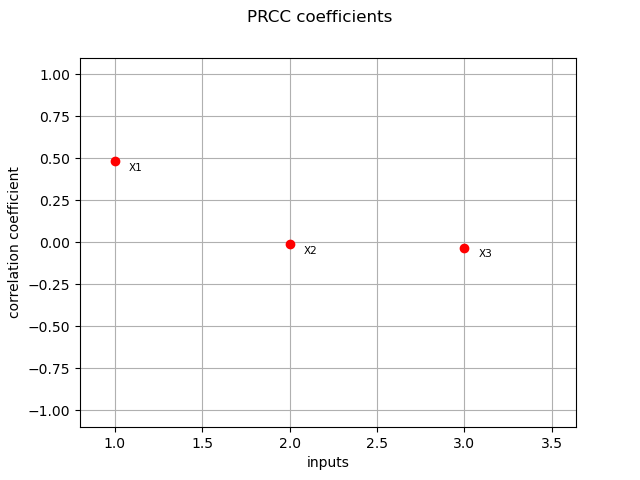 PRCC coefficients
1.00
0.75
0.50
0.25
0.00
−0.25
−0.50
−0.75
−1.00
correlation coefficient
X1
X2
X3
1.0 1.5 2.0 2.5 3.0 3.5
inputs